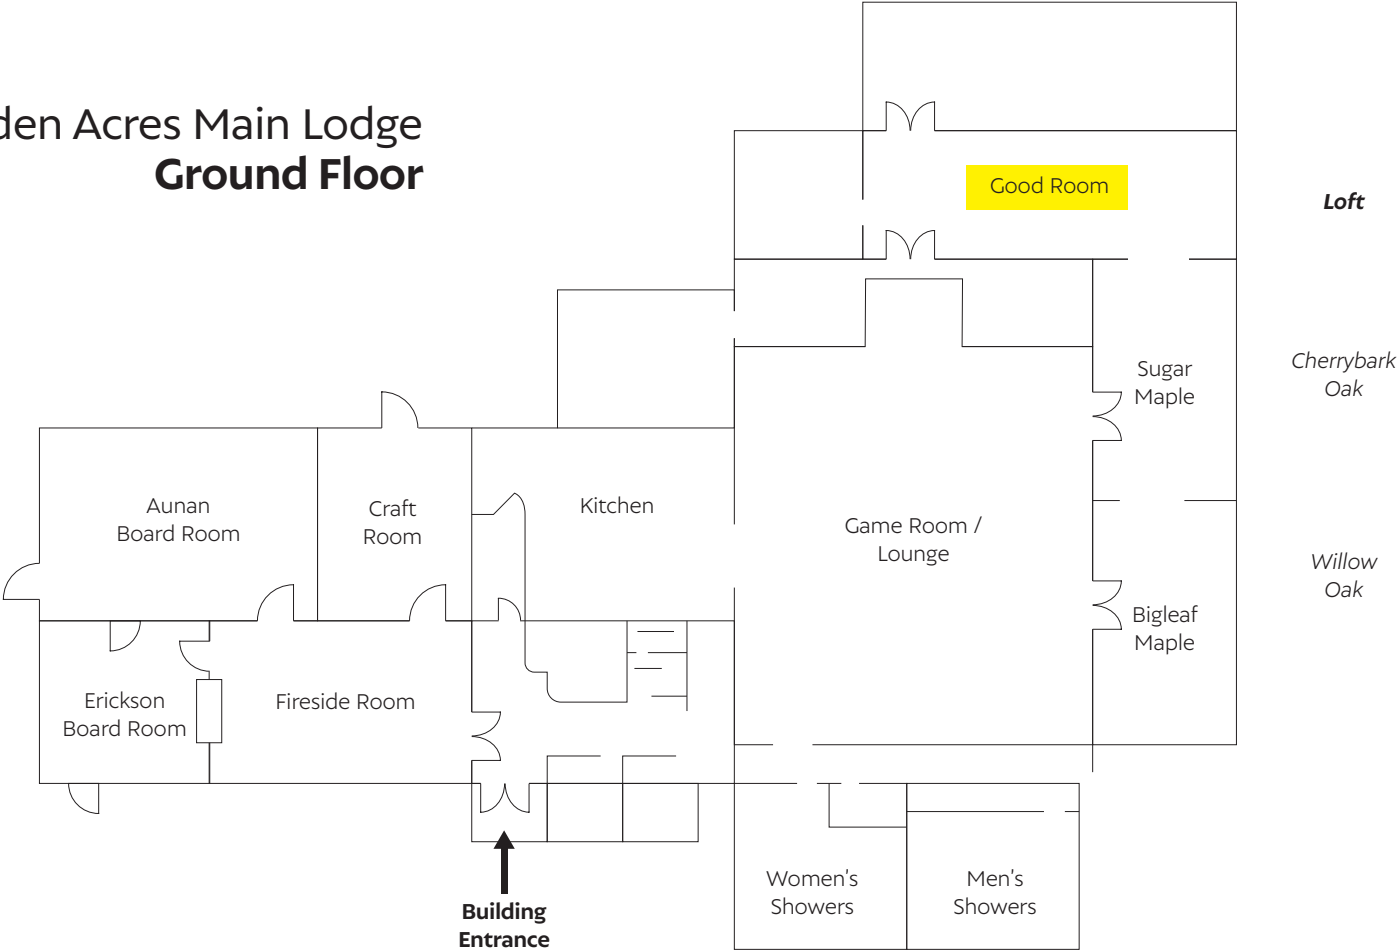 den Acres Main Lodge
Ground Floor
Good Room
Loft
Sugar
Maple
Cherrybark
Oak
Aunan
Board Room
Craft
Room
Kitchen
Game Room /
Lounge
Willow
Oak
Bigleaf
Maple
Erickson
Board Room
Fireside Room
Women's
Showers
Men's
Showers
Building
Entrance